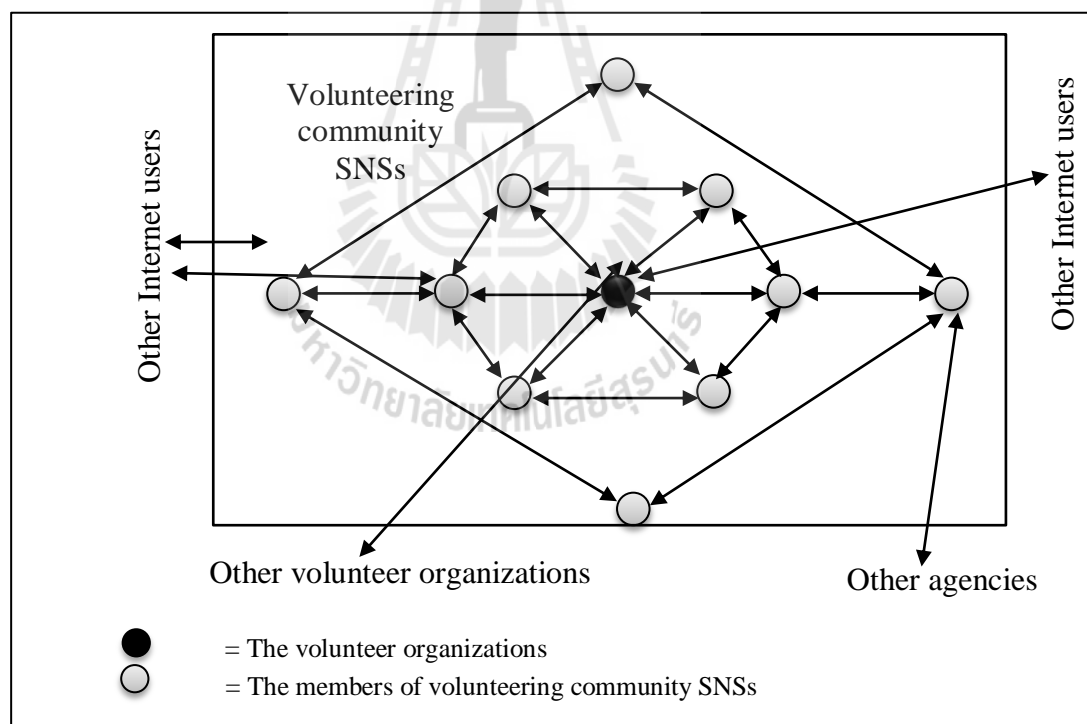 Volunteering
community
SNSs
Other Internet users
Other Internet users
Other volunteer organizations
Other agencies
= The volunteer organizations
= The members of volunteering community SNSs